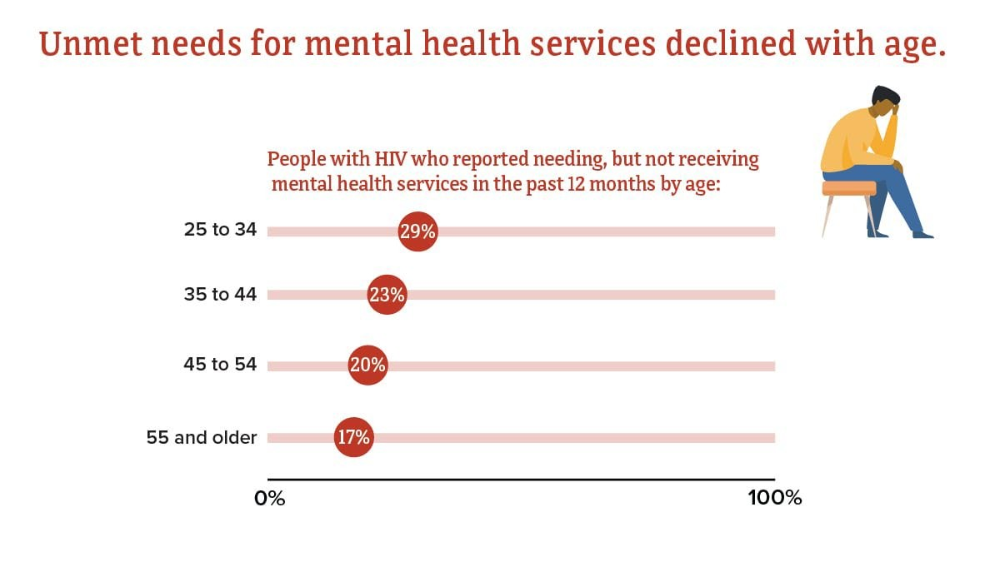 Unmet needs for mental health services declined with age.
People with HIV who reported needing, but not receiving
mental health services in the past 12 months by age:
25 to 34 29%
35 to 44 23%
45 to 54 20%
55 and older 17%
0% 100%